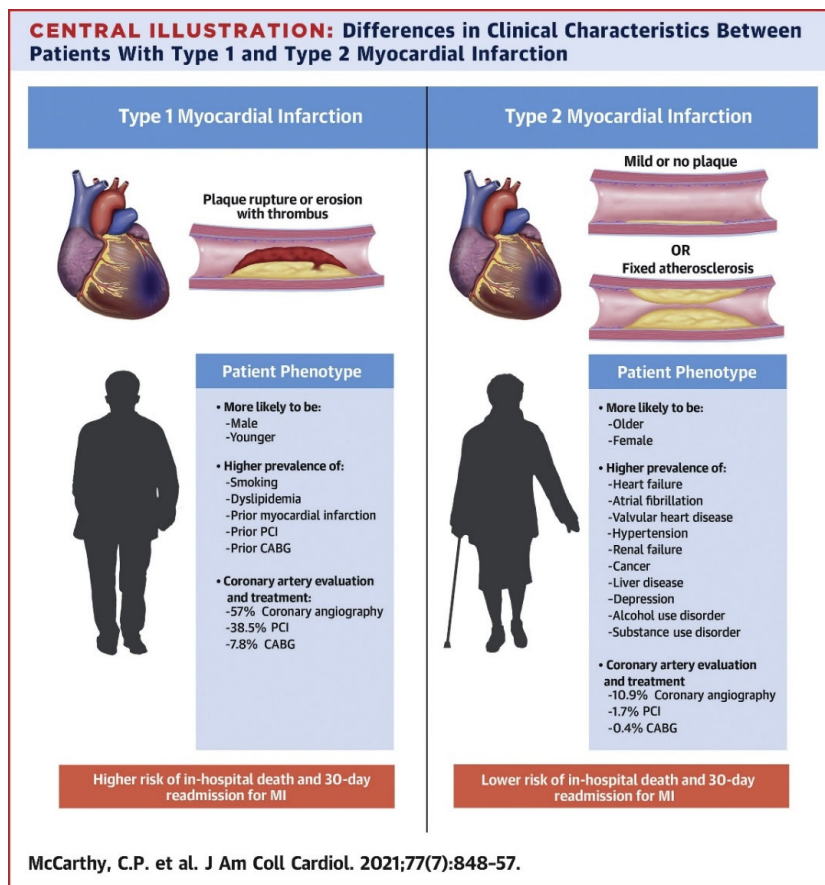 CENTRAL ILLUSTRATION: Differences in Clinical Characteristics Between
Patients With Type 1 and Type 2 Myocardial Infarction
Type 1 Myocardial Infarction
Plaque rupture or erosion
with thrombus
Patient Phenotype
• More likely to be:
-Male
-Younger
• Higher prevalence of:
-Smoking
-Dyslipidemia
-Prior myocardial infarction
-Prior PCI
-Prior CABG
• Coronary artery evaluation
and treatment:
-57% Coronary angiography
-38.5% PCI
-7.8% CABG
Higher risk of in-hospital death and 30-day
readmission for MI
Type 2 Myocardial Infarction
Mild or no plaque
OR
Fixed atherosclerosis
Patient Phenotype
• More likely to be:
-Older
-Female
• Higher prevalence of:
-Heart failure
-Atrial fibrillation
-Valvular heart disease
-Hypertension
-Renal failure
-Cancer
-Liver disease
-Depression
-Alcohol use disorder
-Substance use disorder
• Coronary artery evaluation
and treatment
-10.9% Coronary angiography
-1.7% PCI
-0.4% CABG
Lower risk of in-hospital death and 30-day
readmission for MI
McCarthy, C.P. et al. J Am Coll Cardiol. 2021;77(7):848–57.